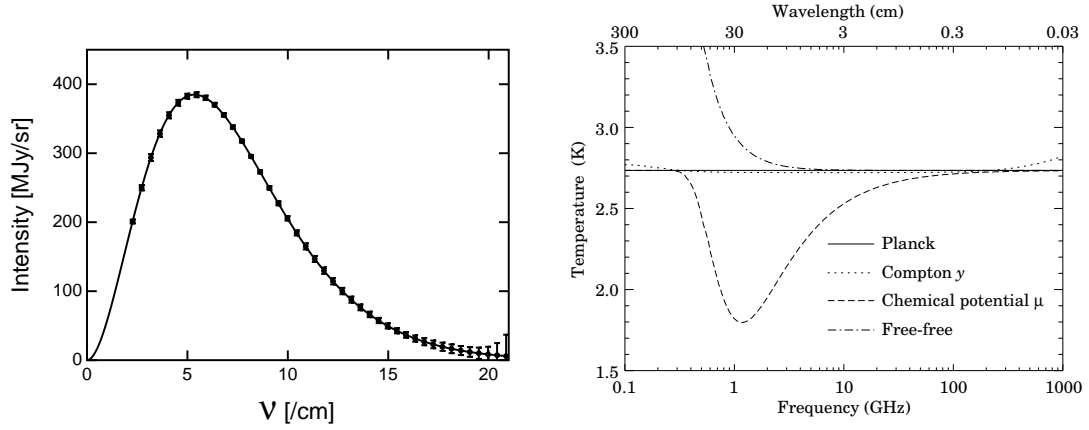 Intensity [MJy/sr]
400
300
200
100
0
0 5 10 15 20
ν [/cm]
Wavelength (cm)
300 30 3 0.3 0.03
Temperature (K)
3.5
3.0
2.5
2.0
1.5
Planck
Compton y
Chemical potential μ
Free-free
0.1 1 10 100 1000
Frequency (GHz)